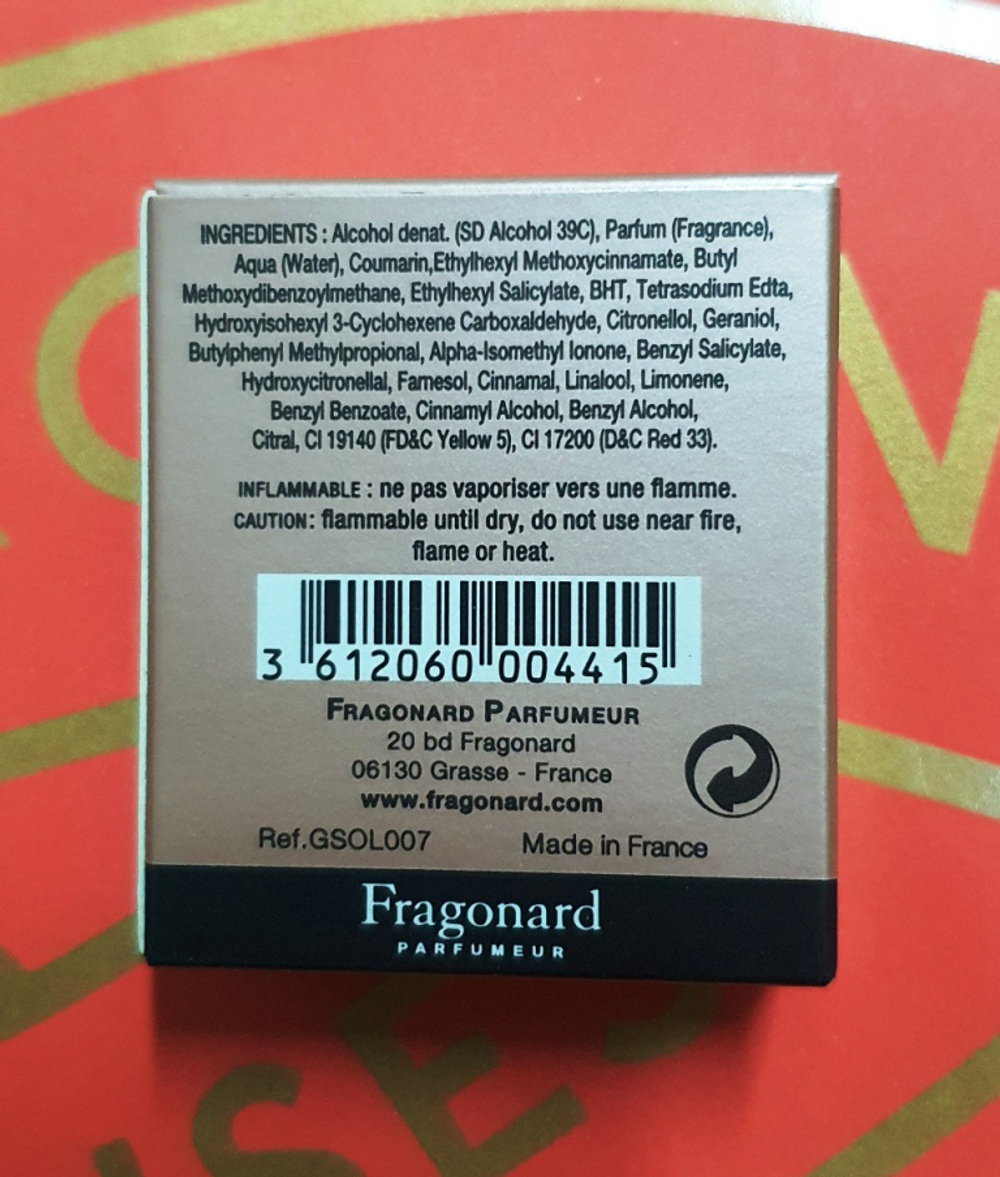 INGREDIENTS : Alcohol denat. (SD Alcohol 39C), Parfum (Fragrance),
Aqua (Water), Coumarin,Ethylhexyl Methoxycinnamate, Butyl
Methoxydibenzoylmethane, Ethylhexyl Salicylate, BHT, Tetrasodium Edta,
Hydroxyisohexyl 3-Cyclohexene Carboxaldehyde, Citronellol, Geraniol,
Butylphenyl Methylpropional, Alpha-Isomethyl Ionone, Benzyl Salicylate,
Hydroxycitronellal, Farnesol, Cinnamal, Linalool, Limonene,
Benzyl Benzoate, Cinnamyl Alcohol, Benzyl Alcohol,
Citral, CI 19140 (FD&C Yellow 5), CI 17200 (D&C Red 33).
INFLAMMABLE : ne pas vaporiser vers une flamme.
CAUTION: flammable until dry, do not use near fire,
flame or heat.
3 612060 004415
FRAGONARD PARFUMEUR
20 bd Fragonard
06130 Grasse - France
www.fragonard.com
Ref.GSOL007 Made in France
Fragonard
PARFUMEUR